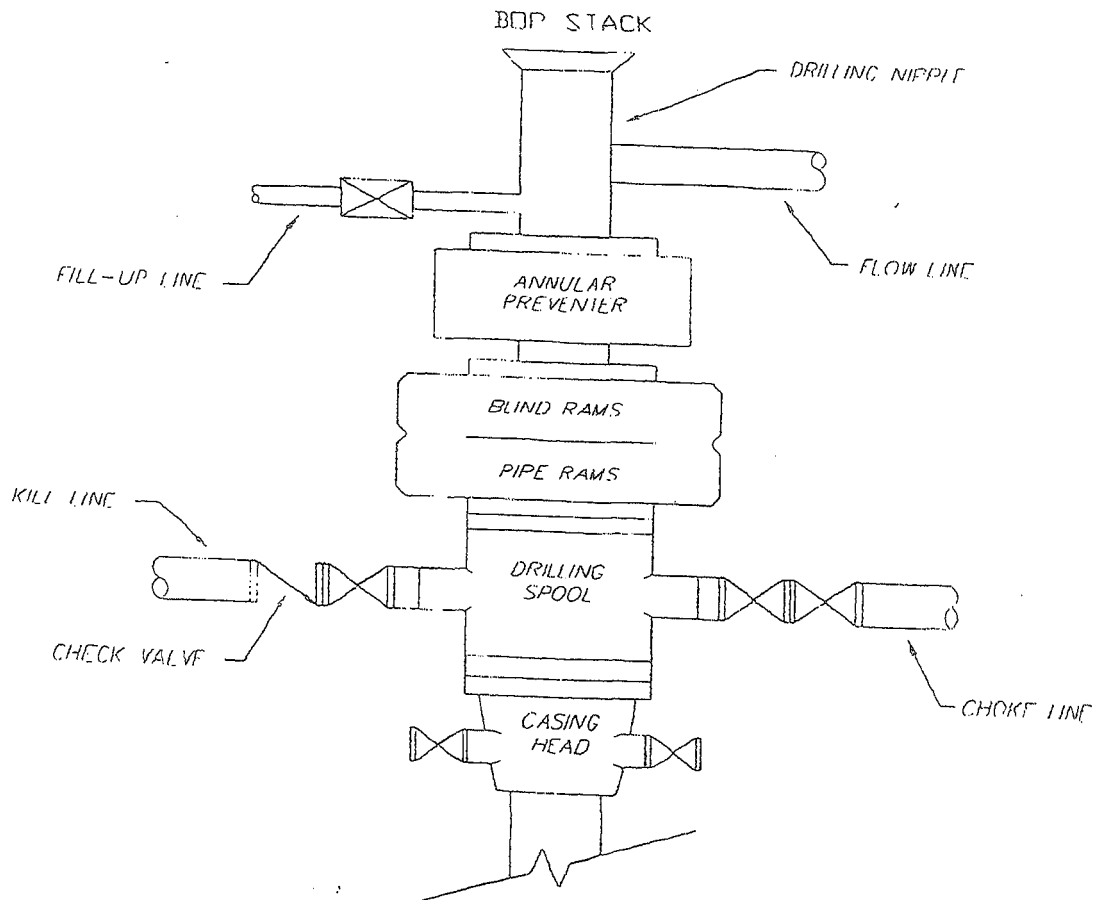 BOP STACK
DRILLING NIPPLE
FILL-UP LINE
FLOW LINE
ANNULAR
PREVENIER
BLIND RAMS
PIPE RAMS
KILL LINE
DRILLING
SPOOL
CHECK VALVE
CHOKE LINE
CASING
HEAD